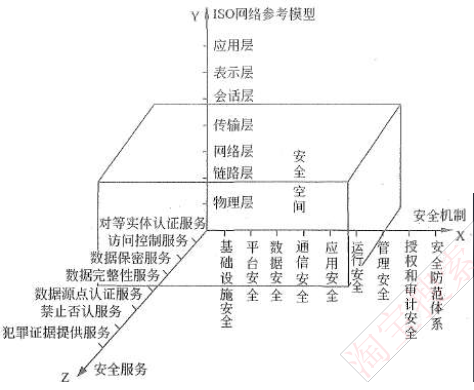 Y
ISO网络参考模型
应用层
表示层
会话层
传输层
网络层
链路层
物理层
安全空间
安全机制
X
基础设施安全
平台安全
数据安全
通信安全
应用安全
运行安全
管理安全
授权和审计安全
安全防范体系
对等实体认证服务
访问控制服务
数据保密服务
数据完整性服务
数据源点认证服务
禁止否认服务
犯罪证据提供服务
安全服务
Z